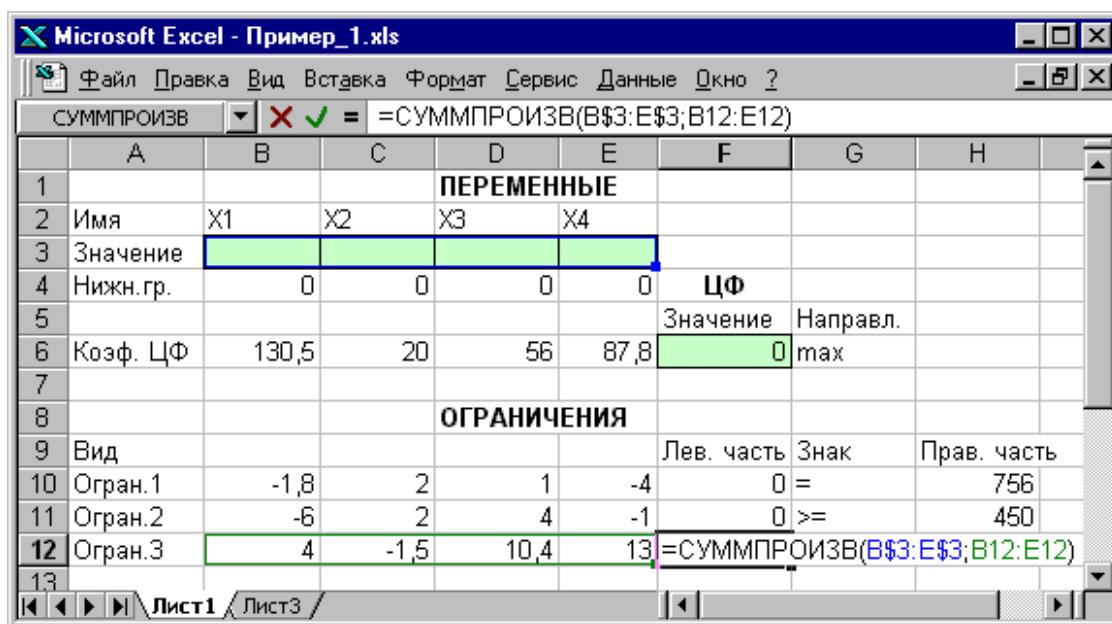 Microsoft Excel - Пример_1.xls
Файл Правка Вид Вставка Формат Сервис Данные Окно ?
СУММПРОИЗВ = =СУММПРОИЗВ(B$3:E$3;B12:E12)
A B C D E F G H
1 ПЕРЕМЕННЫЕ
2 Имя X1 X2 X3 X4
3 Значение
4 Нижн.гр. 0 0 0 0 ЦФ
5 Значение Направл.
6 Коэф. ЦФ 130,5 20 56 87,8 0 max
7
8 ОГРАНИЧЕНИЯ
9 Вид Лев. часть Знак Прав. часть
10 Огран.1 -1,8 2 1 -4 0 = 756
11 Огран.2 -6 2 4 -1 0 >= 450
12 Огран.3 4 -1,5 10,4 13 =СУММПРОИЗВ(B$3:E$3;B12:E12)
13
Лист1 Лист3